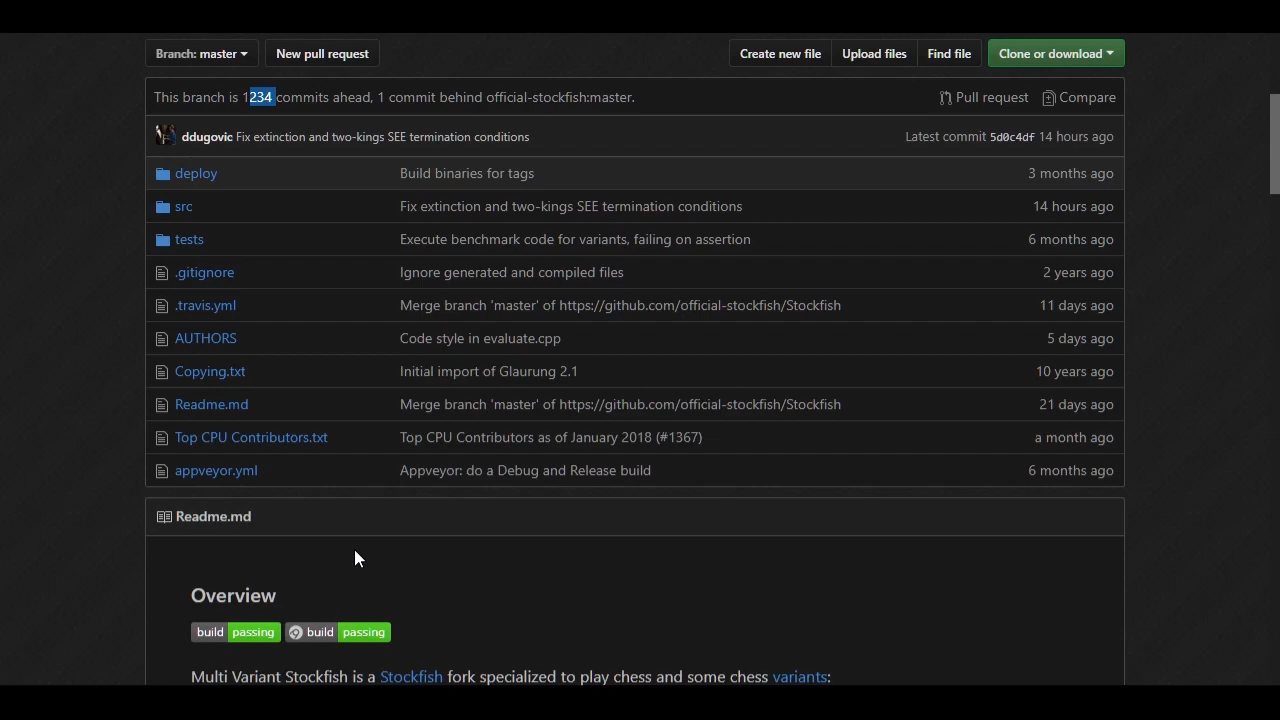 Branch: master New pull request Create new file Upload files Find file Clone or download
This branch is 1234 commits ahead, 1 commit behind official-stockfish:master. Pull request Compare
ddugovic Fix extinction and two-kings SEE termination conditions Latest commit 5d0c4df 14 hours ago
deploy Build binaries for tags 3 months ago
src Fix extinction and two-kings SEE termination conditions 14 hours ago
tests Execute benchmark code for variants, failing on assertion 6 months ago
.gitignore Ignore generated and compiled files 2 years ago
.travis.yml Merge branch 'master' of https://github.com/official-stockfish/Stockfish 11 days ago
AUTHORS Code style in evaluate.cpp 5 days ago
Copying.txt Initial import of Glaurung 2.1 10 years ago
Readme.md Merge branch 'master' of https://github.com/official-stockfish/Stockfish 21 days ago
Top CPU Contributors.txt Top CPU Contributors as of January 2018 (#1367) a month ago
appveyor.yml Appveyor: do a Debug and Release build 6 months ago
Readme.md
Overview
build passing build passing
Multi Variant Stockfish is a Stockfish fork specialized to play chess and some chess variants: